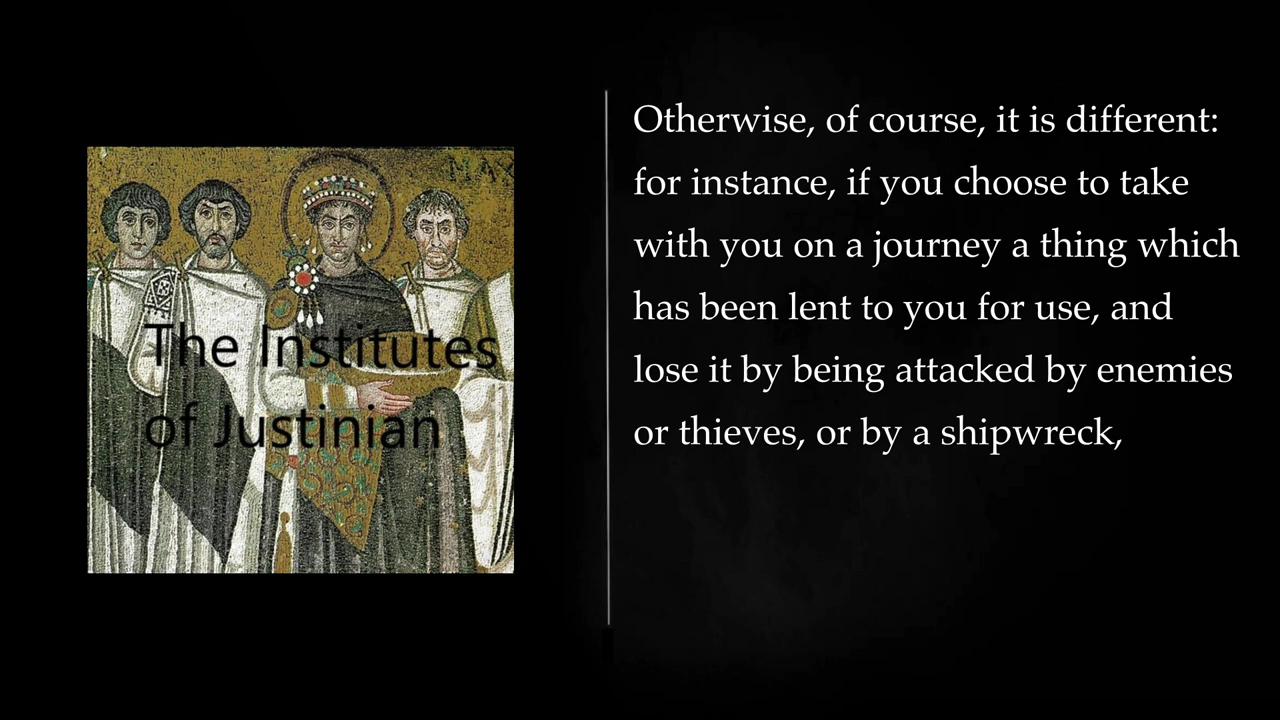 The Institutes
of Justinian
Otherwise, of course, it is different:
for instance, if you choose to take
with you on a journey a thing which
has been lent to you for use, and
lose it by being attacked by enemies
or thieves, or by a shipwreck,